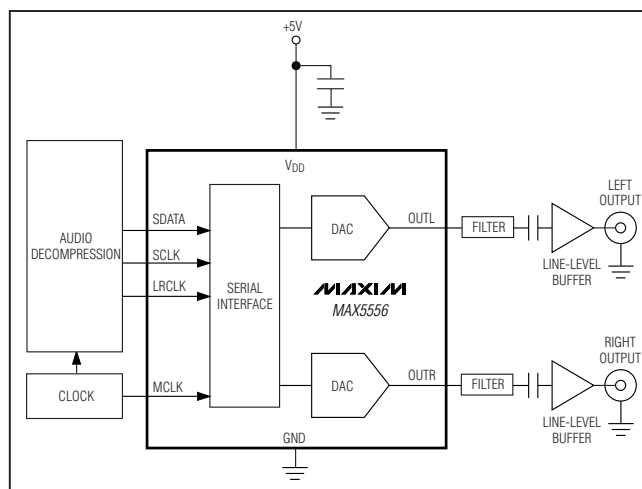 +5V
VDD
LEFT
OUTPUT
AUDIO
DECOMPRESSION
SDATA
SCLK
LRCLK
SERIAL
INTERFACE
DAC
OUTL
FILTER
LINE-LEVEL
BUFFER
MAXIM
MAX5556
RIGHT
OUTPUT
CLOCK
MCLK
DAC
OUTR
FILTER
LINE-LEVEL
BUFFER
GND